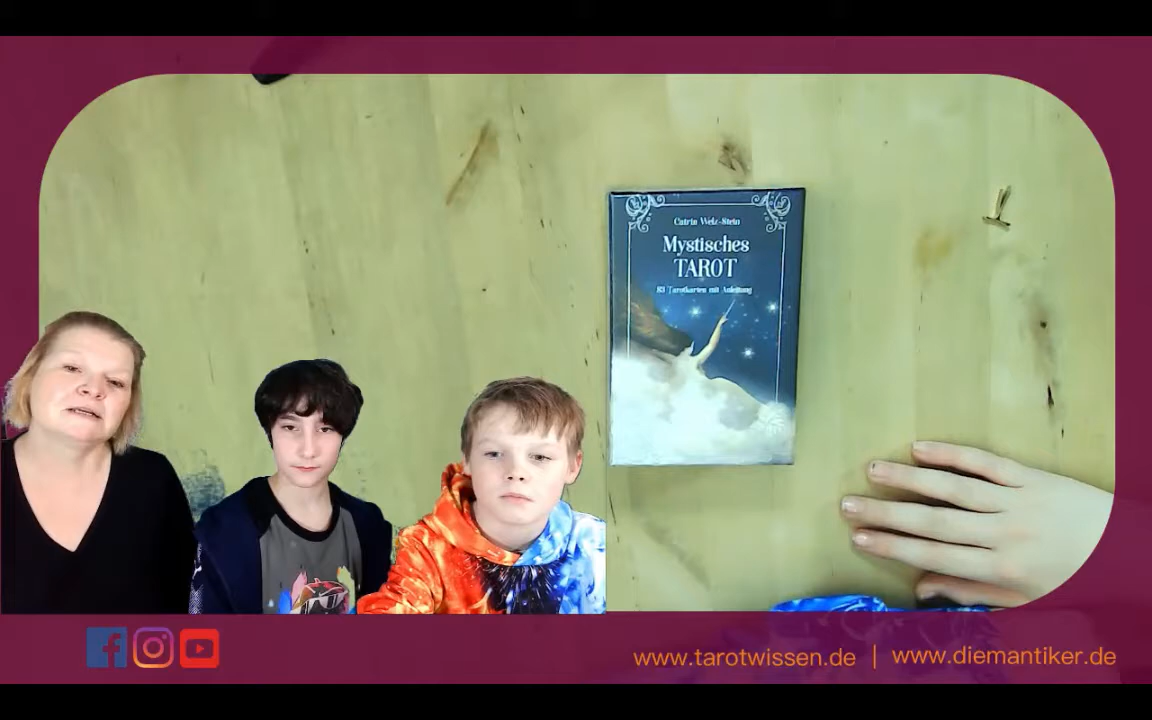 Catrin Welz-Stein
Mystisches
TAROT
83 Tarotkarten mit Anleitung
www.tarotwissen.de | www.diemantiker.de